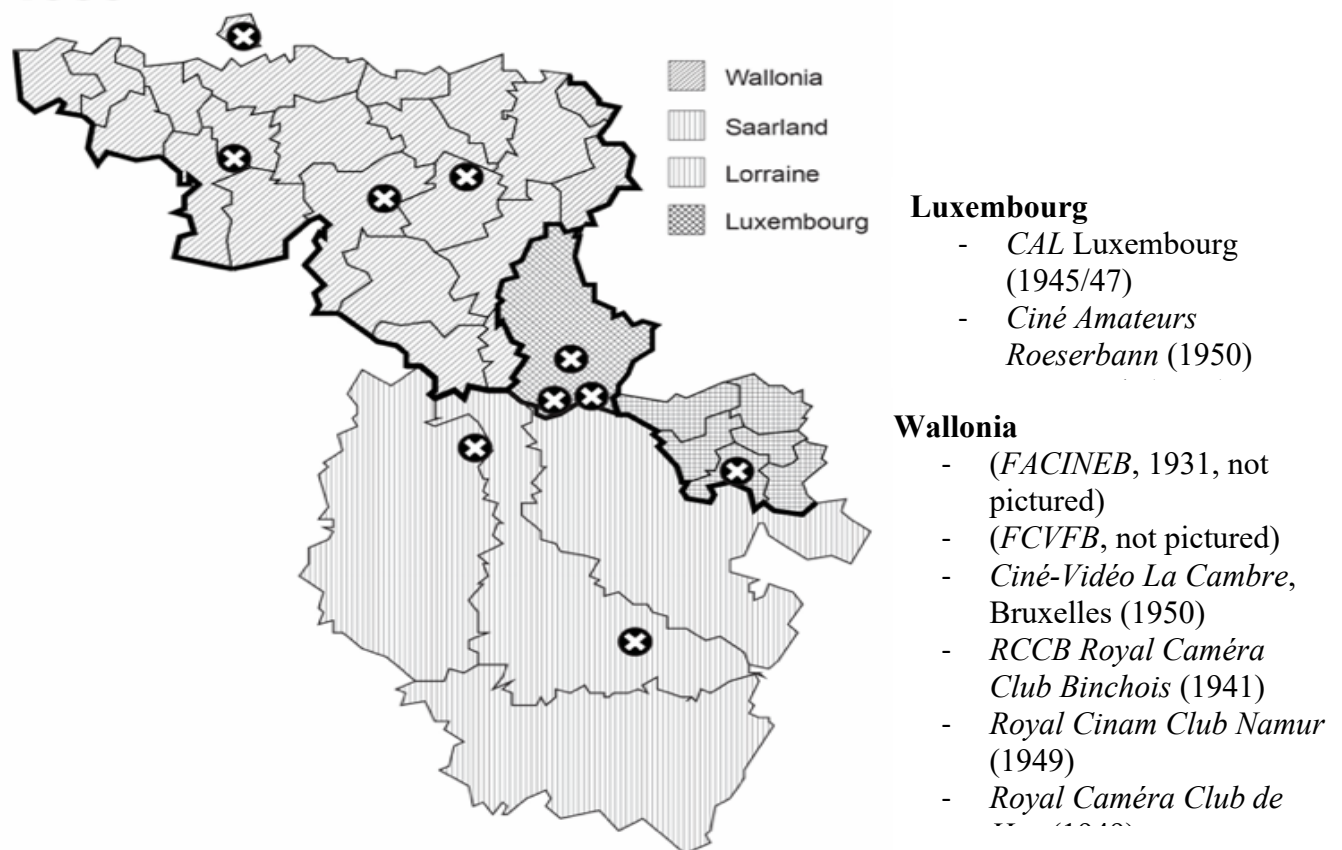 Wallonia
Saarland
Lorraine
Luxembourg
Luxembourg
- CAL Luxembourg
(1945/47)
- Ciné Amateurs
Roeserbann (1950)
Wallonia
- (FACINEB, 1931, not
pictured)
- (FCVFB, not pictured)
- Ciné-Vidéo La Cambre,
Bruxelles (1950)
- RCCB Royal Caméra
Club Binchois (1941)
- Royal Cinam Club Namur
(1949)
- Royal Caméra Club de